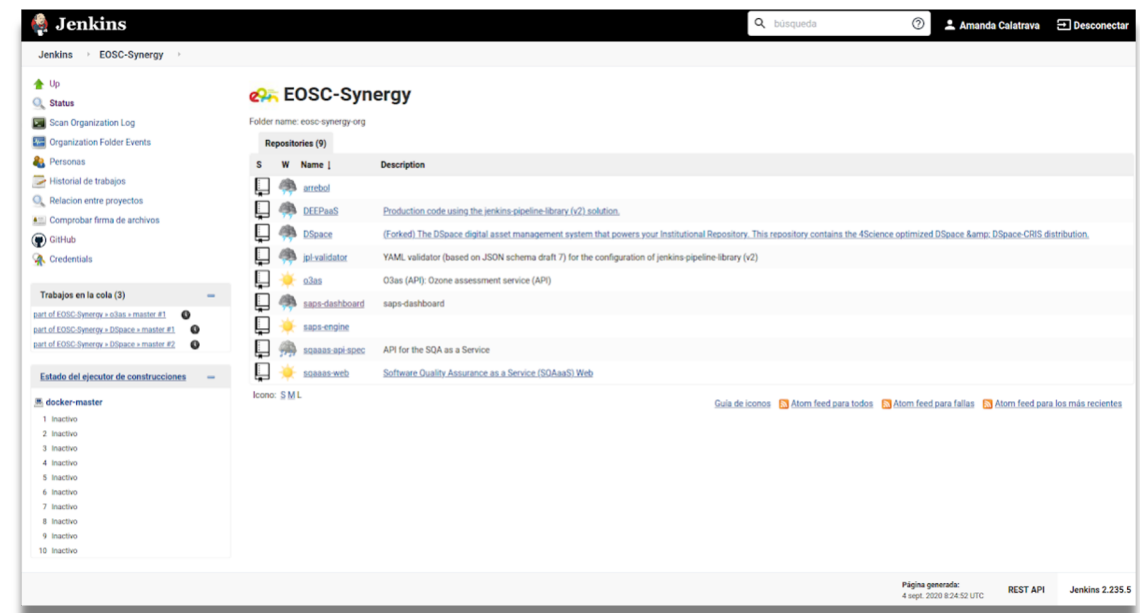 Jenkins
búsqueda
Amanda Calatrava
Desconectar
Jenkins
EOSC-Synergy
Up
Status
Scan Organization Log
Organization Folder Events
Personas
Historial de trabajos
Relacion entre proyectos
Comprobar firma de archivos
GitHub
Credentials
Trabajos en la cola (3)
part of EOSC-Synergy » o3as » master #1
part of EOSC-Synergy » DSpace » master #1
part of EOSC-Synergy » DSpace » master #2
Estado del ejecutor de construcciones
docker-master
1 Inactivo
2 Inactivo
3 Inactivo
4 Inactivo
5 Inactivo
6 Inactivo
7 Inactivo
8 Inactivo
9 Inactivo
10 Inactivo
EOSC-Synergy
Folder name: eosc-synergy-org
Repositories (9)
S W Name ↓ Description
arrebol
DEEPaaS Production code using the jenkins-pipeline-library (v2) solution.
DSpace (Forked) The DSpace digital asset management system that powers your Institutional Repository. This repository contains the 4Science optimized DSpace &amp; DSpace-CRIS distribution.
jpl-validator YAML validator (based on JSON schema draft 7) for the configuration of jenkins-pipeline-library (v2)
o3as O3as (API): Ozone assessment service (API)
saps-dashboard saps-dashboard
saps-engine
sqaaas-api-spec API for the SQA as a Service
sqaaas-web Software Quality Assurance as a Service (SQAaaS) Web
Icono: S M L
Guía de iconos Atom feed para todos Atom feed para fallas Atom feed para los más recientes
Página generada:
4 sept. 2020 8:24:52 UTC
REST API
Jenkins 2.235.5